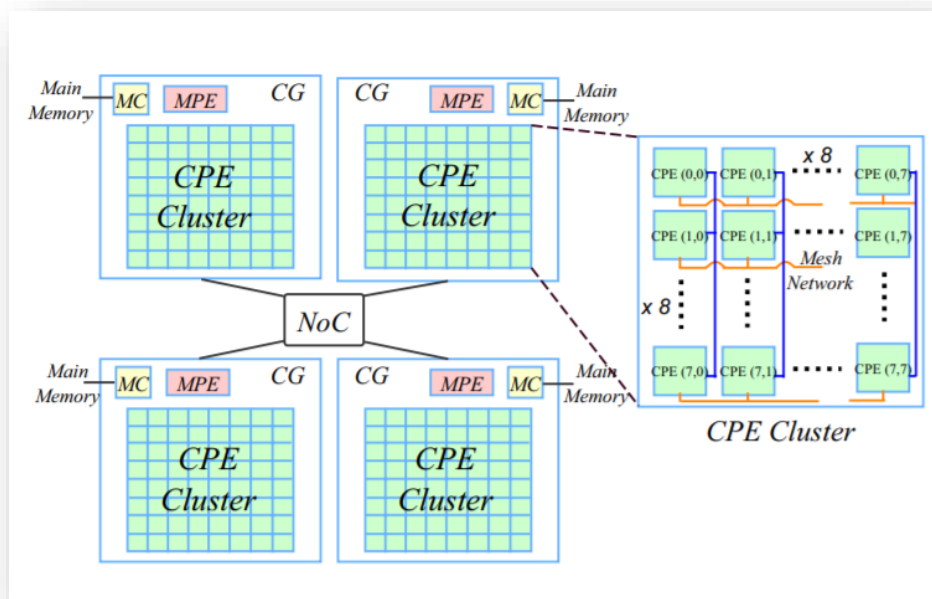 Main
Memory
MC
MPE
CG
CPE
Cluster
CG
MPE
MC
Main
Memory
CPE
Cluster
NoC
Main
Memory
MC
MPE
CG
CPE
Cluster
CG
MPE
MC
Main
Memory
CPE
Cluster
x 8
CPE (0,0)
CPE (0,1)
CPE (0,7)
CPE (1,0)
CPE (1,1)
CPE (1,7)
Mesh
Network
x 8
CPE (7,0)
CPE (7,1)
CPE (7,7)
CPE Cluster